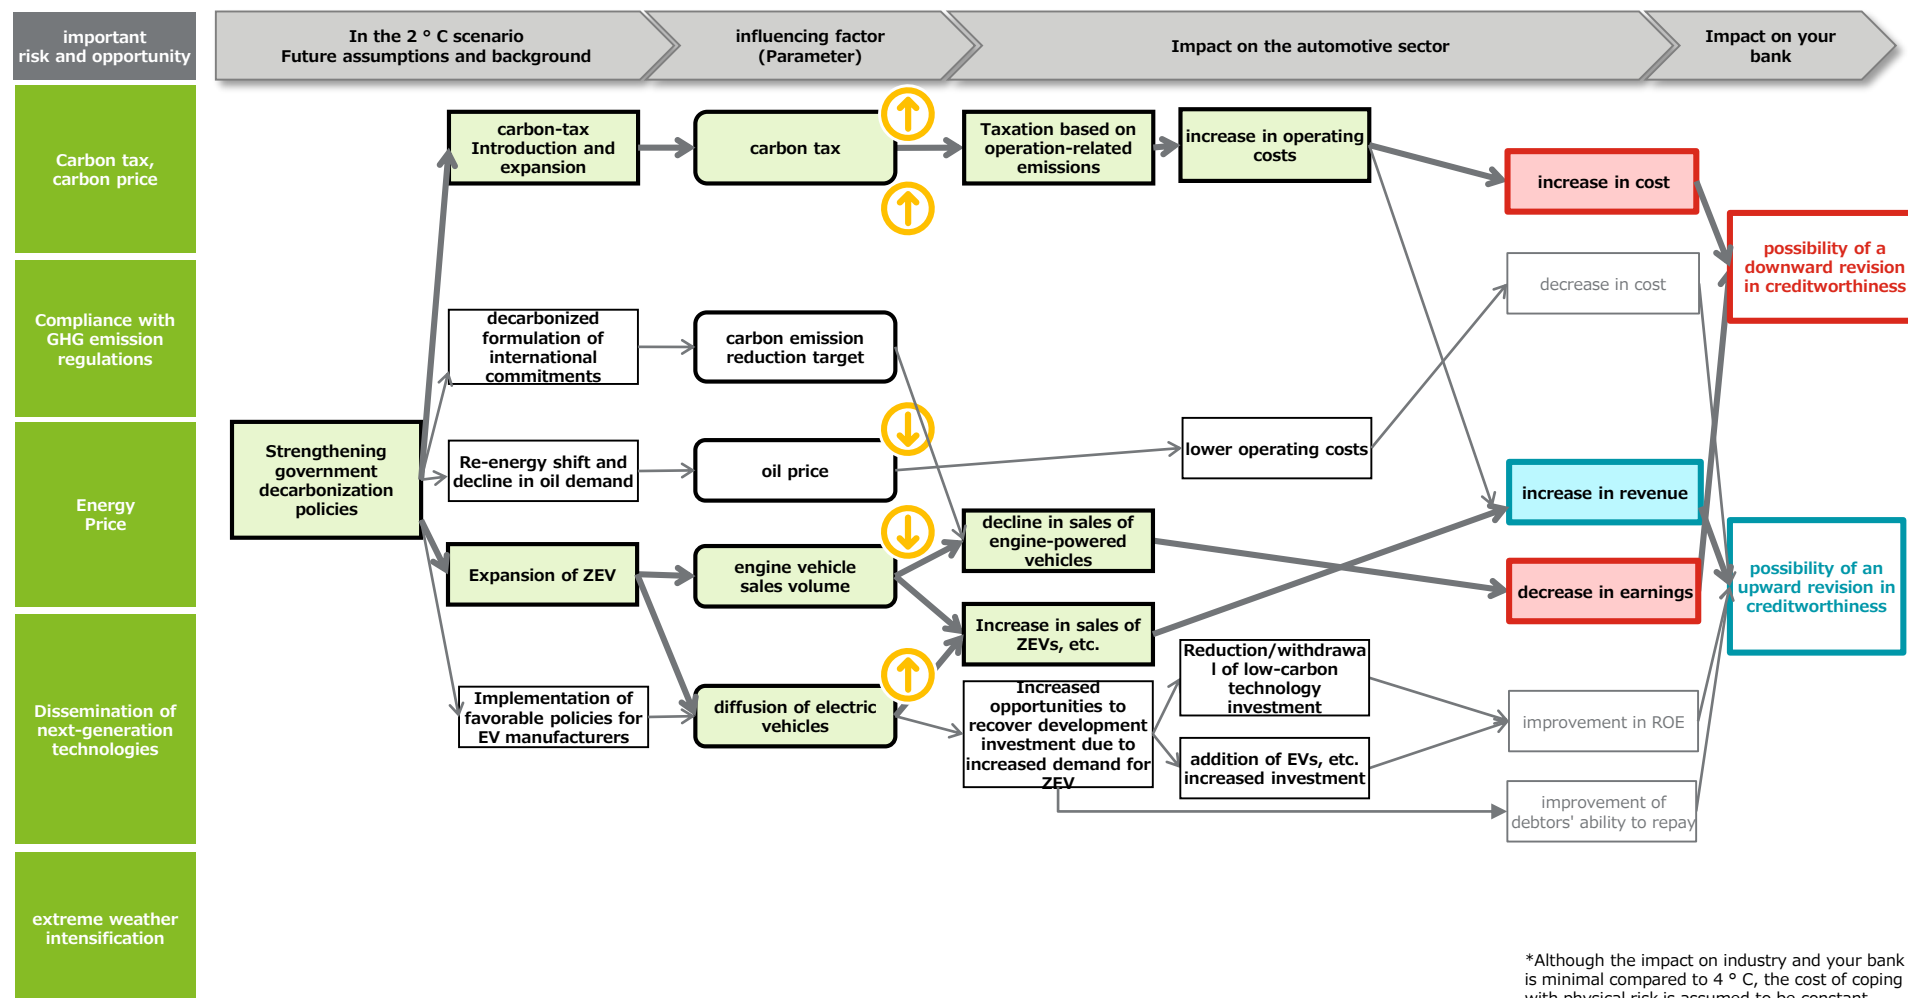 important
risk and opportunity
In the 2 ° C scenario
Future assumptions and background
influencing factor
(Parameter)
Impact on the automotive sector
Impact on your
bank
Carbon tax,
carbon price
Compliance with
GHG emission
regulations
Energy
Price
Dissemination of
next-generation
technologies
extreme weather
intensification
Strengthening
government
decarbonization
policies
carbon-tax
Introduction and
expansion
decarbonized
formulation of
international
commitments
Re-energy shift and
decline in oil demand
Expansion of ZEV
Implementation of
favorable policies for
EV manufacturers
carbon tax
carbon emission
reduction target
oil price
engine vehicle
sales volume
diffusion of electric
vehicles
Taxation based on
operation-related
emissions
decline in sales of
engine-powered
vehicles
Increase in sales of
ZEVs, etc.
Increased
opportunities to
recover development
investment due to
increased demand for
ZEV
increase in operating
costs
lower operating costs
Reduction/withdrawa
l of low-carbon
technology
investment
addition of EVs, etc.
increased investment
increase in cost
decrease in cost
increase in revenue
decrease in earnings
improvement in ROE
improvement of
debtors' ability to repay
possibility of a
downward revision
in creditworthiness
possibility of an
upward revision in
creditworthiness
*Although the impact on industry and your bank
is minimal compared to 4 ° C, the cost of coping
with physical risk is assumed to be constant